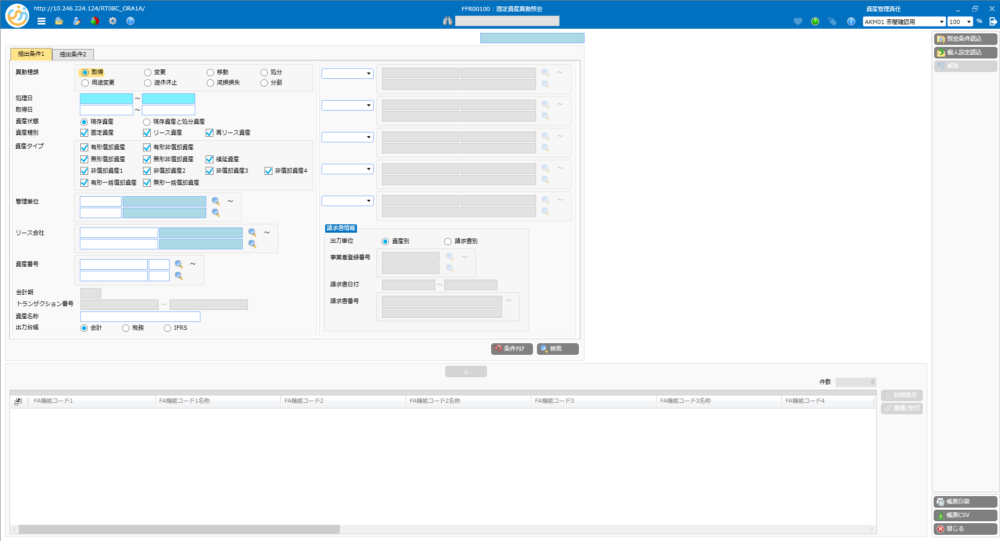 http://10.246.224.124/RT08C_ORA1A/
FFR00100：固定資産異動照会
資産管理責任
AKM01 赤間確認用
100
%
照会条件読込
個人設定読込
解除
抽出条件1
抽出条件2
異動種類
取得
変更
移動
処分
用途変更
遊休休止
減損損失
分割
処理日
～
取得日
～
資産状態
現存資産
現存資産と処分資産
資産種別
固定資産
リース資産
再リース資産
資産タイプ
有形償却資産
有形非償却資産
無形償却資産
無形非償却資産
繰延資産
非償却資産1
非償却資産2
非償却資産3
非償却資産4
有形一括償却資産
無形一括償却資産
管理単位
～
リース会社
～
資産番号
～
会計期
トランザクション番号
～
資産名称
出力台帳
会計
税務
IFRS
～
～
～
～
～
請求書情報
出力単位
資産別
請求書別
事業者登録番号
～
請求書日付
～
請求書番号
～
条件ｸﾘｱ
検索
▲
件数
0
FA機能コード1
FA機能コード1名称
FA機能コード2
FA機能コード2名称
FA機能コード3
FA機能コード3名称
FA機能コード4
詳細表示
画像/添付
帳票印刷
帳票CSV
閉じる